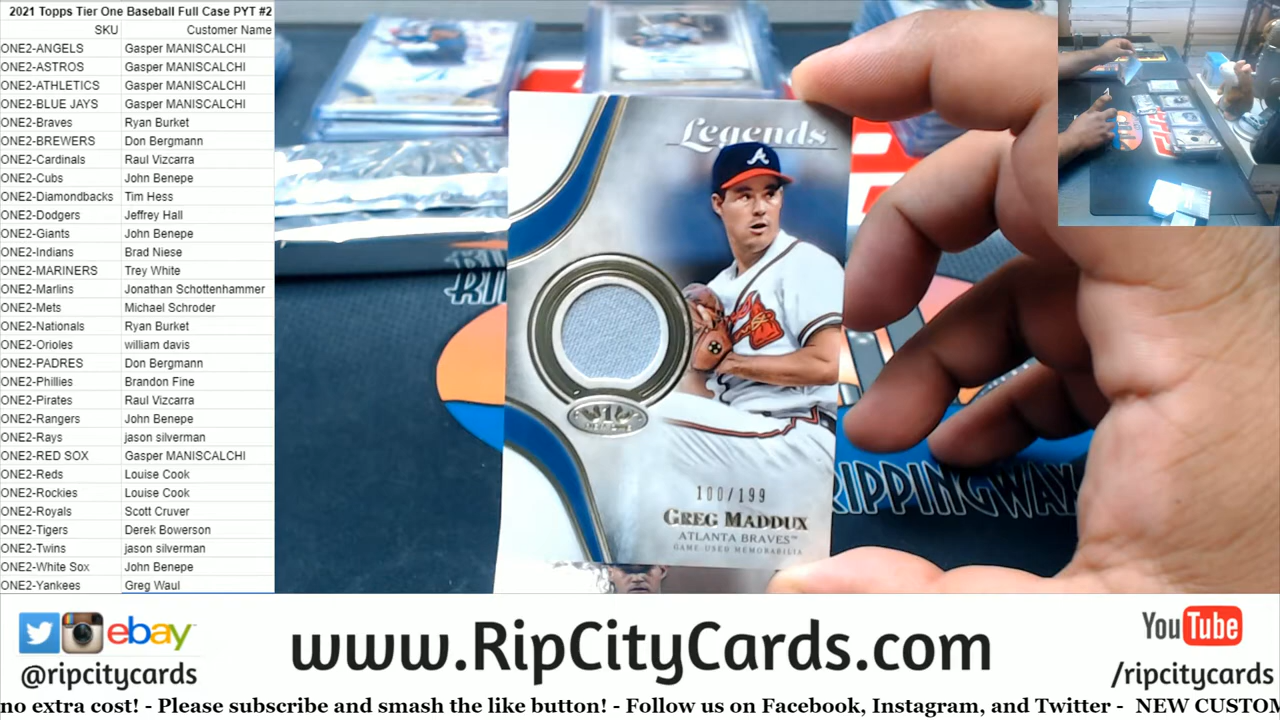 2021 Topps Tier One Baseball Full Case PYT #2
SKU Customer Name
ONE2-ANGELS Gasper MANISCALCHI
ONE2-ASTROS Gasper MANISCALCHI
ONE2-ATHLETICS Gasper MANISCALCHI
ONE2-BLUE JAYS Gasper MANISCALCHI
ONE2-Braves Ryan Burket
ONE2-BREWERS Don Bergmann
ONE2-Cardinals Raul Vizcarra
ONE2-Cubs John Benepe
ONE2-Diamondbacks Tim Hess
ONE2-Dodgers Jeffrey Hall
ONE2-Giants John Benepe
ONE2-Indians Brad Niese
ONE2-MARINERS Trey White
ONE2-Marlins Jonathan Schottenhammer
ONE2-Mets Michael Schroder
ONE2-Nationals Ryan Burket
ONE2-Orioles william davis
ONE2-PADRES Don Bergmann
ONE2-Phillies Brandon Fine
ONE2-Pirates Raul Vizcarra
ONE2-Rangers John Benepe
ONE2-Rays jason silverman
ONE2-RED SOX Gasper MANISCALCHI
ONE2-Reds Louise Cook
ONE2-Rockies Louise Cook
ONE2-Royals Scott Cruver
ONE2-Tigers Derek Bowerson
ONE2-Twins jason silverman
ONE2-White Sox John Benepe
ONE2-Yankees Greg Waul
Legends
A
100/199
GREG MADDUX
ATLANTA BRAVES™
GAME-USED MEMORABILIA
RIPPINGWAX
ebay
@ripcitycards
www.RipCityCards.com
YouTube
/ripcitycards
no extra cost! - Please subscribe and smash the like button! - Follow us on Facebook, Instagram, and Twitter - NEW CUSTOM